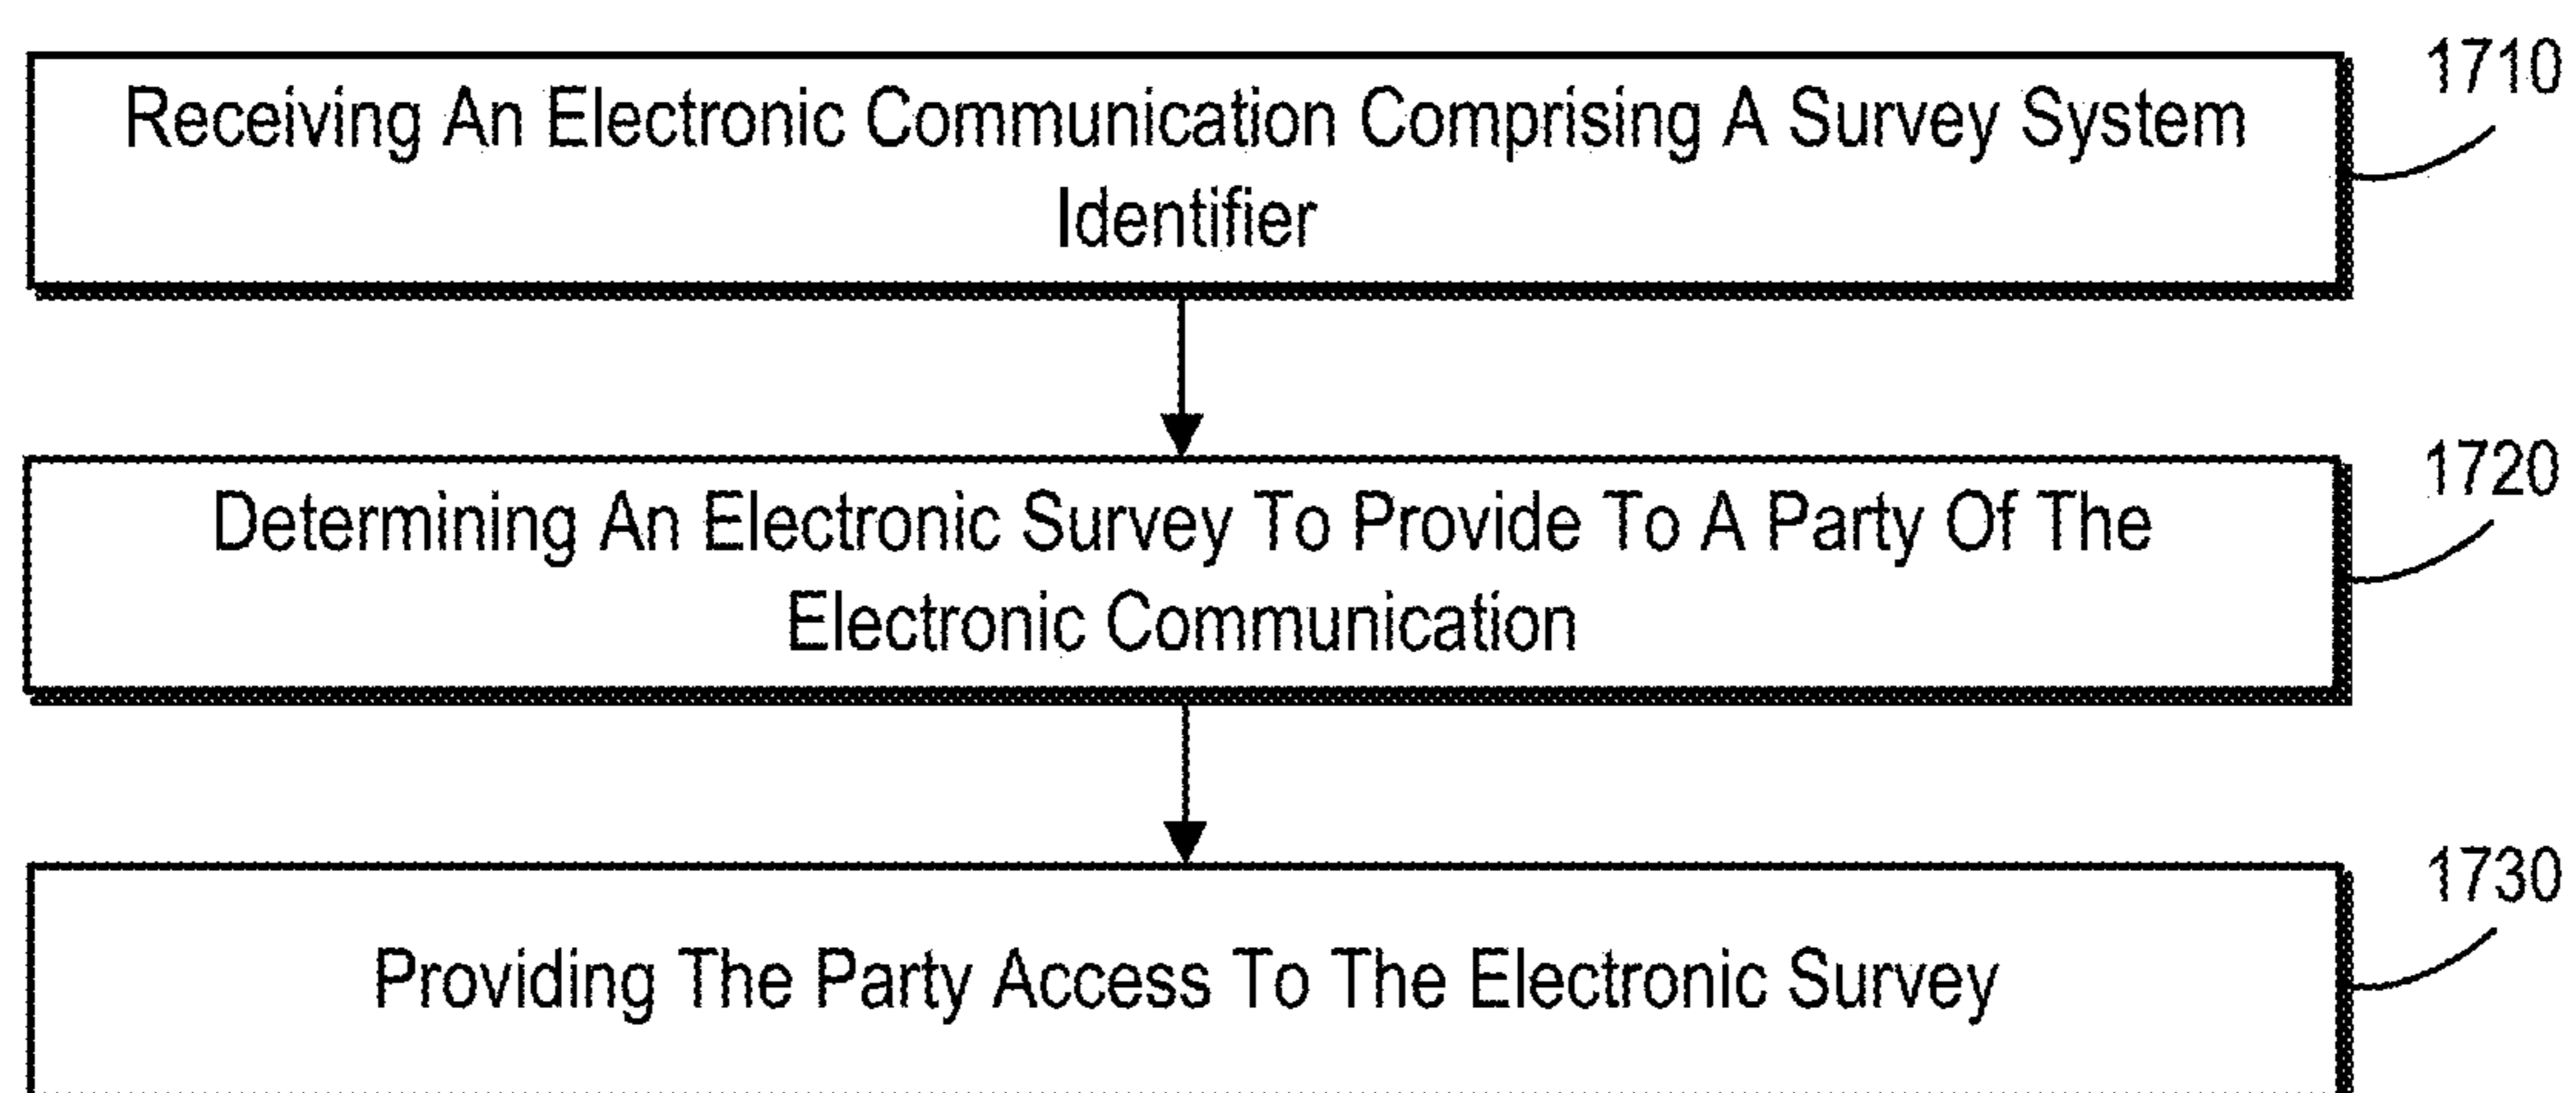 1710
Receiving An Electronic Communication Comprising A Survey System
Identifier
1720
Determining An Electronic Survey To Provide To A Party Of The
Electronic Communication
1730
Providing The Party Access To The Electronic Survey